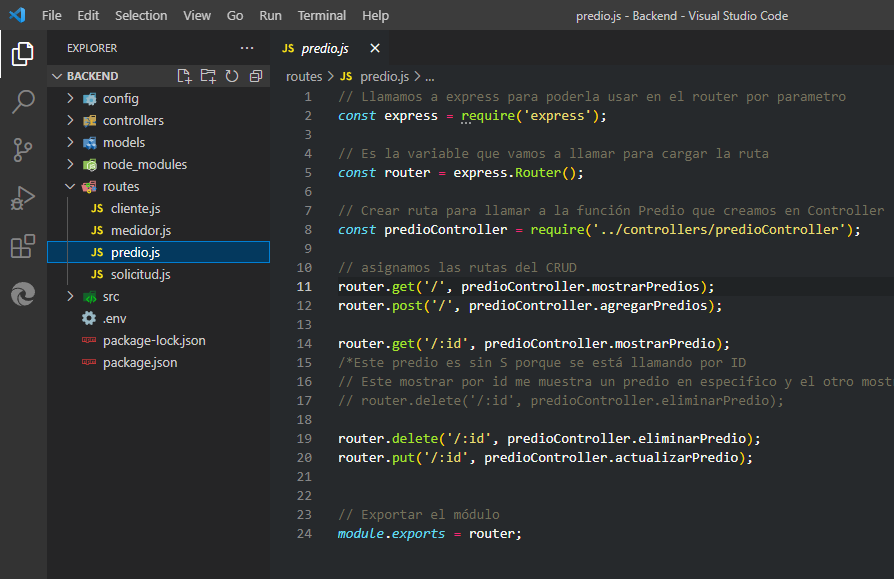 File Edit Selection View Go Run Terminal Help predio.js - Backend - Visual Studio Code
EXPLORER ...
BACKEND
config
controllers
models
node_modules
routes
JS cliente.js
JS medidor.js
JS predio.js
JS solicitud.js
src
.env
package-lock.json
package.json
JS predio.js
routes > JS predio.js > ...
1 // Llamamos a express para poderla usar en el router por parametro
2 const express = require('express');
3
4 // Es la variable que vamos a llamar para cargar la ruta
5 const router = express.Router();
6
7 // Crear ruta para llamar a la función Predio que creamos en Controller
8 const predioController = require('../controllers/predioController');
9
10 // asignamos las rutas del CRUD
11 router.get('/', predioController.mostrarPredios);
12 router.post('/', predioController.agregarPredios);
13
14 router.get('/:id', predioController.mostrarPredio);
15 /*Este predio es sin S porque se está llamando por ID
16 // Este mostrar por id me muestra un predio en especifico y el otro most
17 // router.delete('/:id', predioController.eliminarPredio);
18
19 router.delete('/:id', predioController.eliminarPredio);
20 router.put('/:id', predioController.actualizarPredio);
21
22
23 // Exportar el módulo
24 module.exports = router;